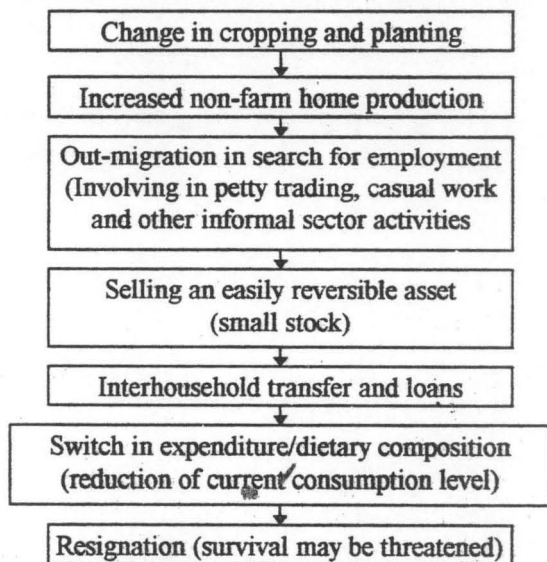 Change in cropping and planting
Increased non-farm home production
Out-migration in search for employment
(Involving in petty trading, casual work
and other informal sector activities
Selling an easily reversible asset
(small stock)
Interhousehold transfer and loans
Switch in expenditure/dietary composition
(reduction of current consumption level)
Resignation (survival may be threatened)